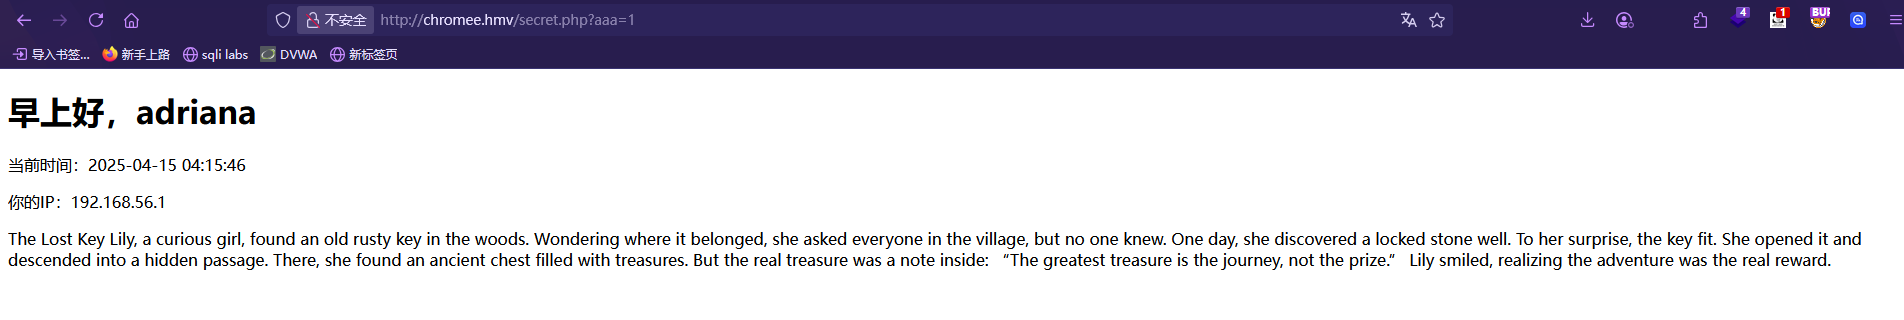 不安全 http://chromee.hmv/secret.php?aaa=1 4 1 BUF
导入书签... 新手上路 sqli labs DVWA 新标签页
早上好，adriana
当前时间：2025-04-15 04:15:46
你的IP：192.168.56.1
The Lost Key Lily, a curious girl, found an old rusty key in the woods. Wondering where it belonged, she asked everyone in the village, but no one knew. One day, she discovered a locked stone well. To her surprise, the key fit. She opened it and
descended into a hidden passage. There, she found an ancient chest filled with treasures. But the real treasure was a note inside: “The greatest treasure is the journey, not the prize.” Lily smiled, realizing the adventure was the real reward.